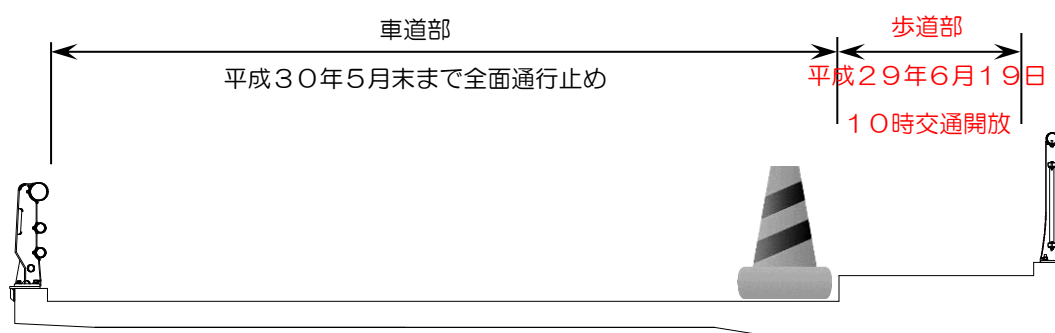 車道部
平成３０年５月末まで全面通行止め
歩道部
平成２９年６月１９日
１０時交通開放